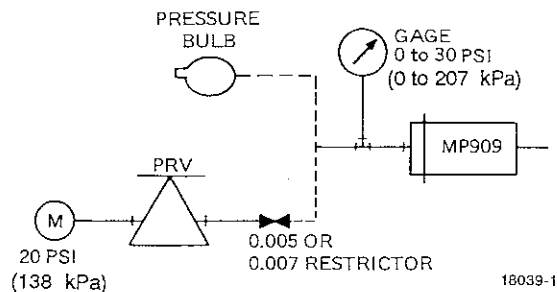 PRESSURE
BULB
GAGE
0 to 30 PSI
(0 to 207 kPa)
MP909
PRV
M
20 PSI
(138 kPa)
0.005 OR
0.007 RESTRICTOR
18039-1